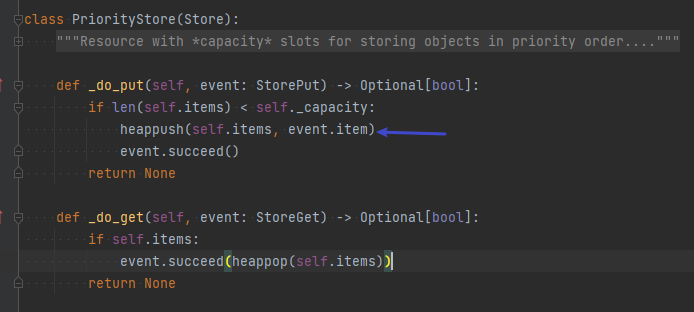 class PriorityStore(Store):
"""Resource with *capacity* slots for storing objects in priority order...."""
def _do_put(self, event: StorePut) -> Optional[bool]:
if len(self.items) < self._capacity:
heappush(self.items, event.item)
event.succeed()
return None
def _do_get(self, event: StoreGet) -> Optional[bool]:
if self.items:
event.succeed(heappop(self.items))
return None